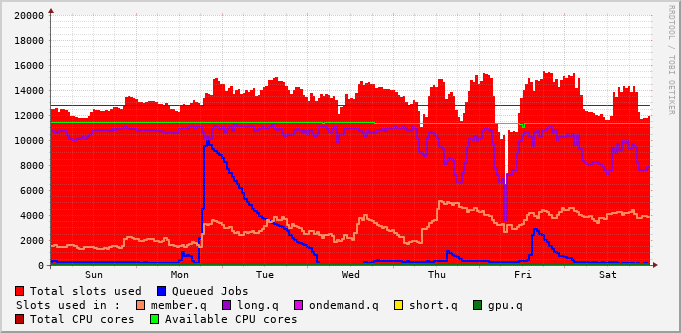 20000
18000
16000
14000
12000
10000
8000
6000
4000
2000
0
Sun Mon Tue Wed Thu Fri Sat
RRDTOOL / TOBI OETIKER
Total slots used Queued Jobs
Slots used in : member.q long.q ondemand.q short.q gpu.q
Total CPU cores Available CPU cores